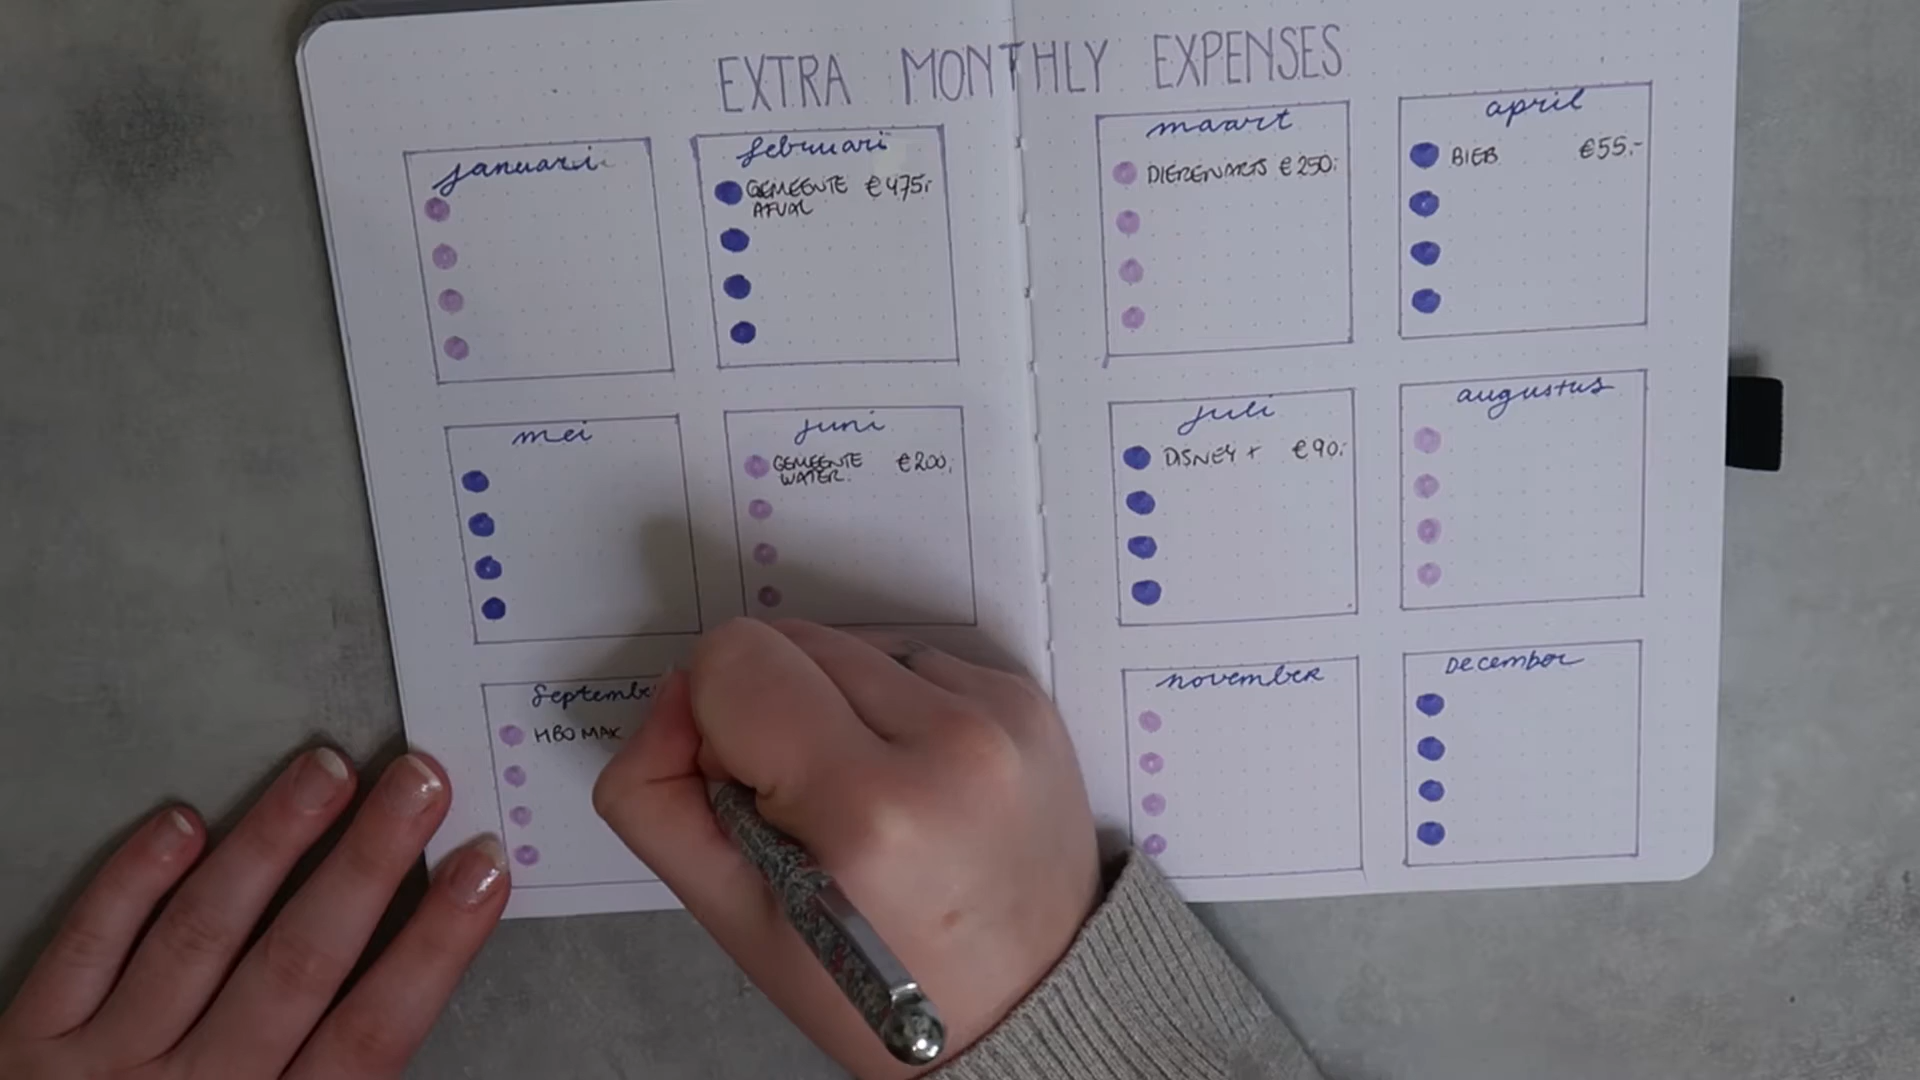 EXTRA MONTHLY EXPENSES
januari
februari
GEMEENTE €475,-
AFVAL
maart
DIERENARTS €250,-
april
BIEB €55,-
mei
juni
GEMEENTE €200,-
WATER.
juli
DISNEY + €90,-
augustus
HBO MAX
november
December